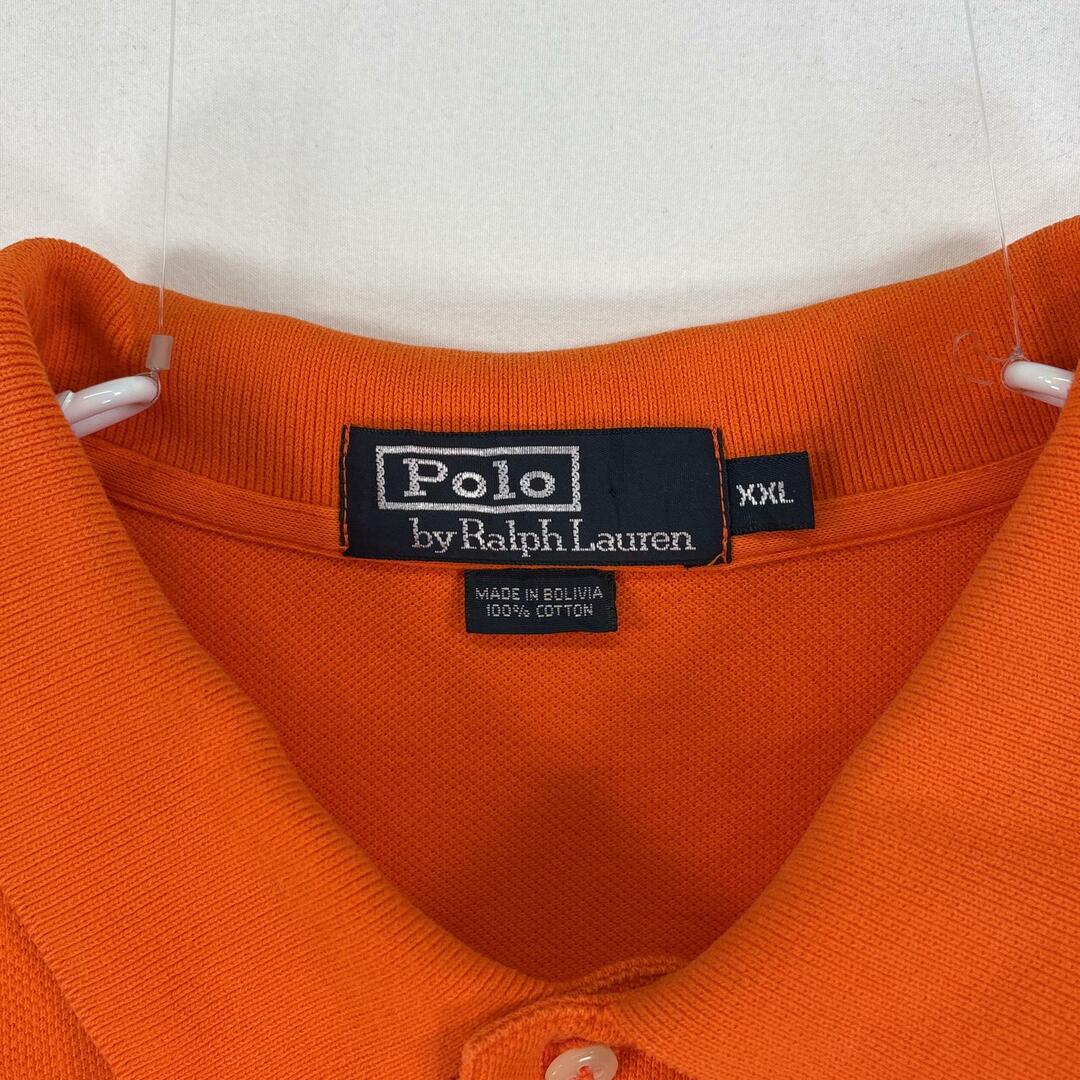 Polo
by Ralph Lauren
XXL
MADE IN BOLIVIA
100% COTTON